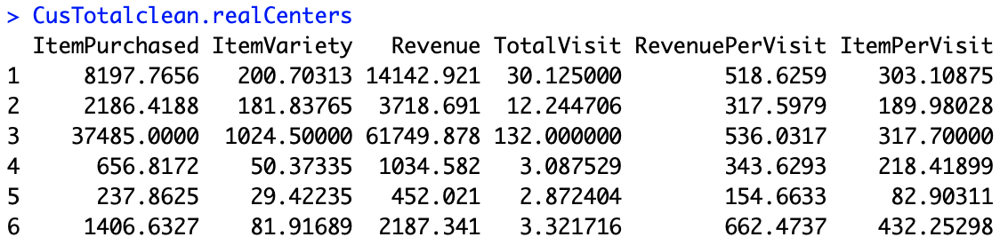 > CusTotalclean.realCenters
ItemPurchased ItemVariety Revenue TotalVisit RevenuePerVisit ItemPerVisit
1 8197.7656 200.70313 14142.921 30.125000 518.6259 303.10875
2 2186.4188 181.83765 3718.691 12.244706 317.5979 189.98028
3 37485.0000 1024.50000 61749.878 132.000000 536.0317 317.70000
4 656.8172 50.37335 1034.582 3.087529 343.6293 218.41899
5 237.8625 29.42235 452.021 2.872404 154.6633 82.90311
6 1406.6327 81.91689 2187.341 3.321716 662.4737 432.25298